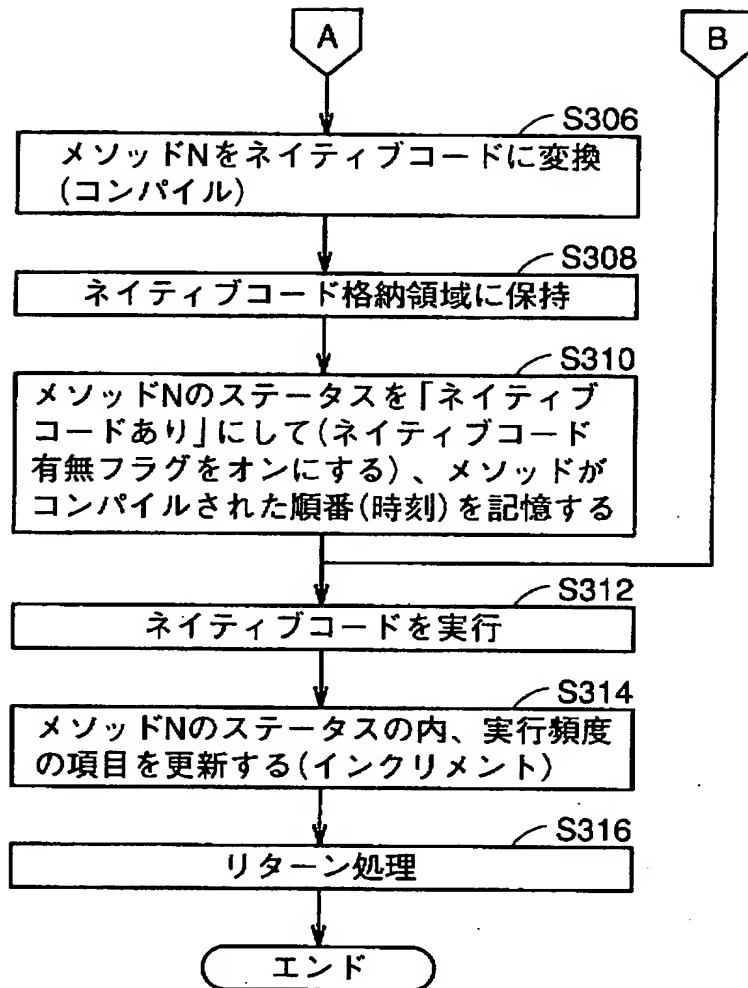 A
B
S306
メソッドNをネイティブコードに変換
(コンパイル)
S308
ネイティブコード格納領域に保持
S310
メソッドNのステータスを「ネイティブ
コードあり」にして(ネイティブコード
有無フラグをオンにする)、メソッドが
コンパイルされた順番(時刻)を記憶する
S312
ネイティブコードを実行
S314
メソッドNのステータスの内、実行頻度
の項目を更新する(インクリメント)
S316
リターン処理
エンド